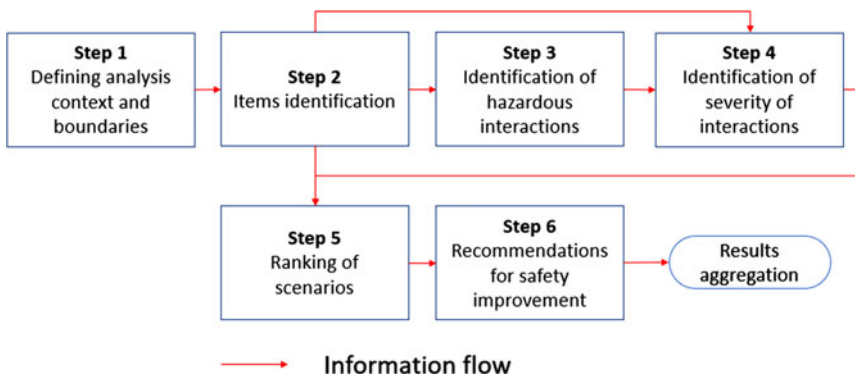 Step 1
Defining analysis
context and
boundaries
Step 2
Items identification
Step 3
Identification of
hazardous
interactions
Step 4
Identification of
severity of
interactions
Step 5
Ranking of
scenarios
Step 6
Recommendations
for safety
improvement
Results
aggregation
Information flow